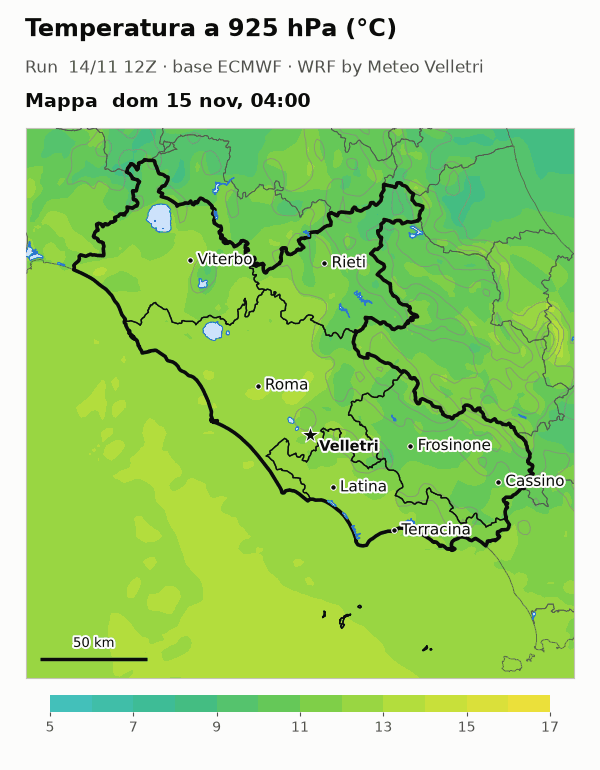 Temperatura a 925 hPa (°C)
Run  14/11 12Z · base ECMWF · WRF by Meteo Velletri
Mappa  dom 15 nov, 04:00
Viterbo
Rieti
Roma
Velletri
Frosinone
Latina
Cassino
Terracina
50 km
5 7 9 11 13 15 17